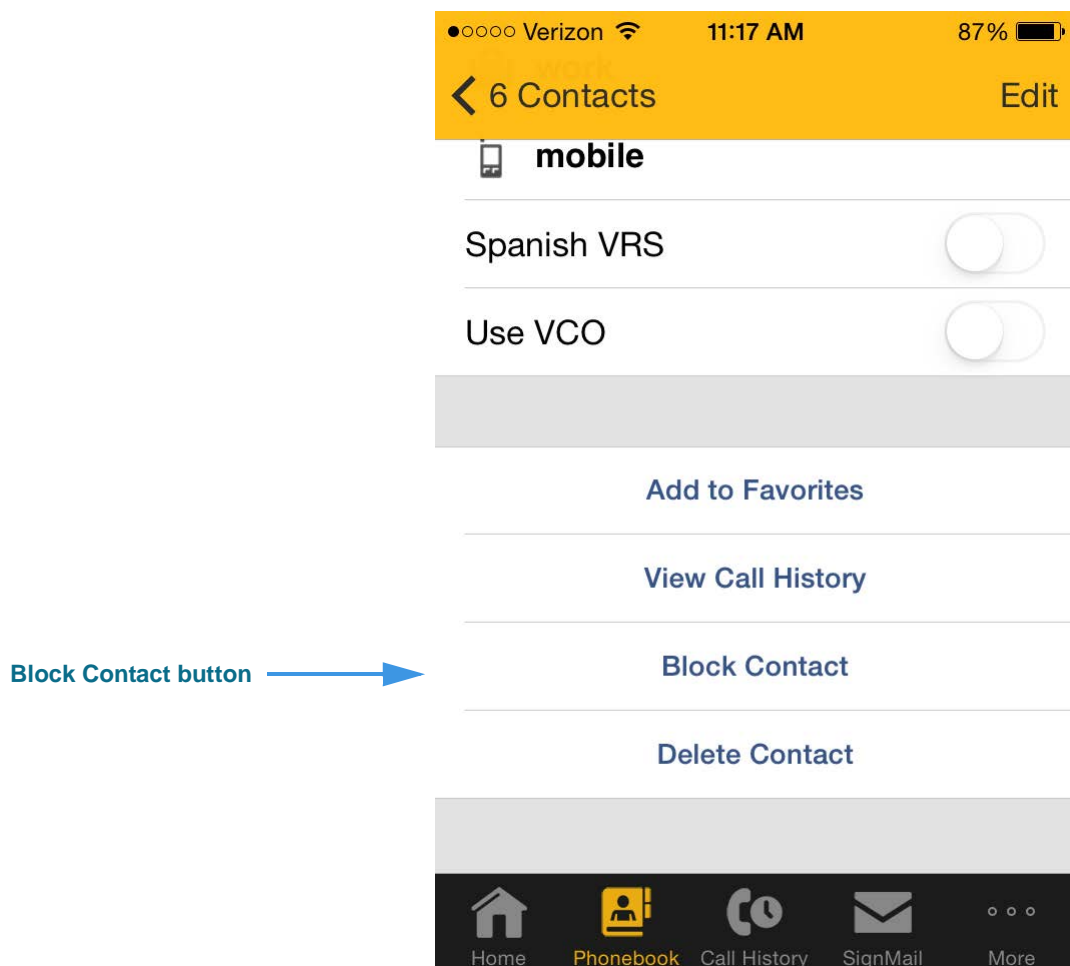 Verizon 11:17 AM 87%
work
6 Contacts Edit
mobile
Spanish VRS
Use VCO
Add to Favorites
View Call History
Block Contact button
Block Contact
Delete Contact
Home Phonebook Call History SignMail More